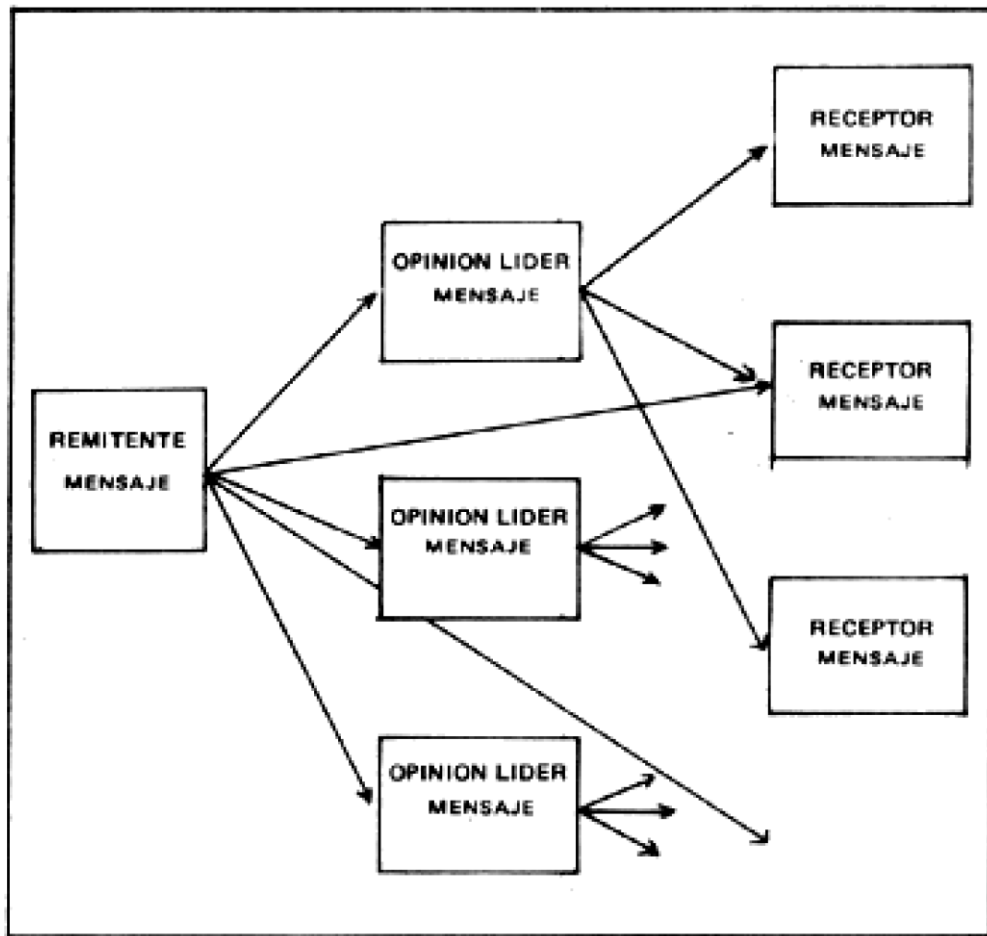 RECEPTOR
MENSAJE
OPINION LIDER
MENSAJE
RECEPTOR
MENSAJE
REMITENTE
MENSAJE
OPINION LIDER
MENSAJE
RECEPTOR
MENSAJE
OPINION LIDER
MENSAJE